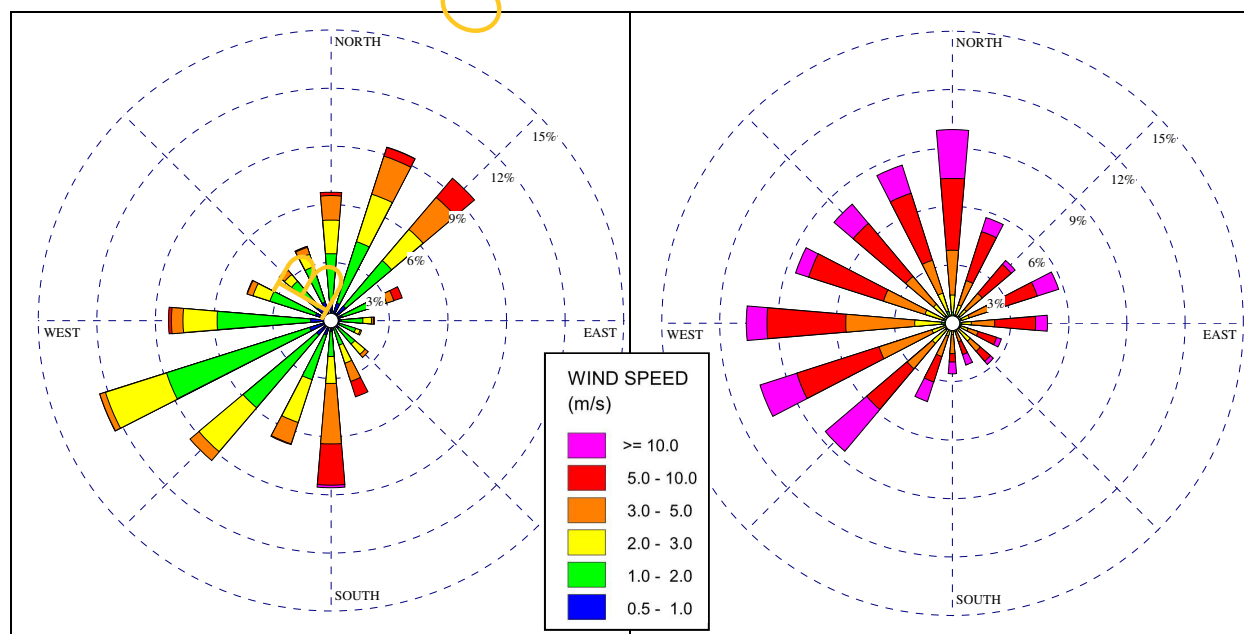 NORTH
15%
12%
9%
6%
3%
WEST
EAST
SOUTH
NORTH
15%
12%
9%
6%
3%
WEST
EAST
SOUTH
WIND SPEED
(m/s)
>= 10.0
5.0 - 10.0
3.0 - 5.0
2.0 - 3.0
1.0 - 2.0
0.5 - 1.0